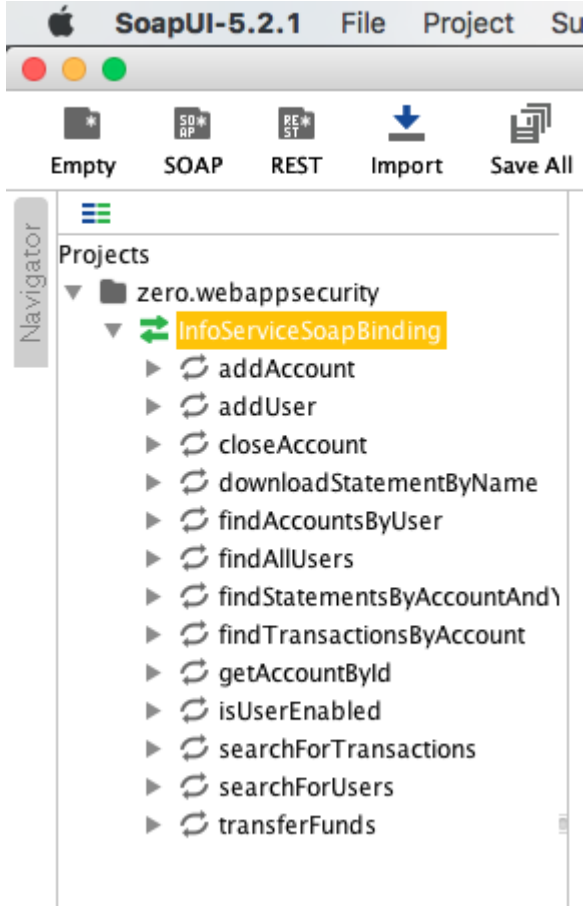 SoapUI-5.2.1 File Project Su
Empty SOAP REST Import Save All
Navigator
Projects
zero.webappsecurity
InfoServiceSoapBinding
addAccount
addUser
closeAccount
downloadStatementByName
findAccountsByUser
findAllUsers
findStatementsByAccountAndY
findTransactionsByAccount
getAccountById
isUserEnabled
searchForTransactions
searchForUsers
transferFunds